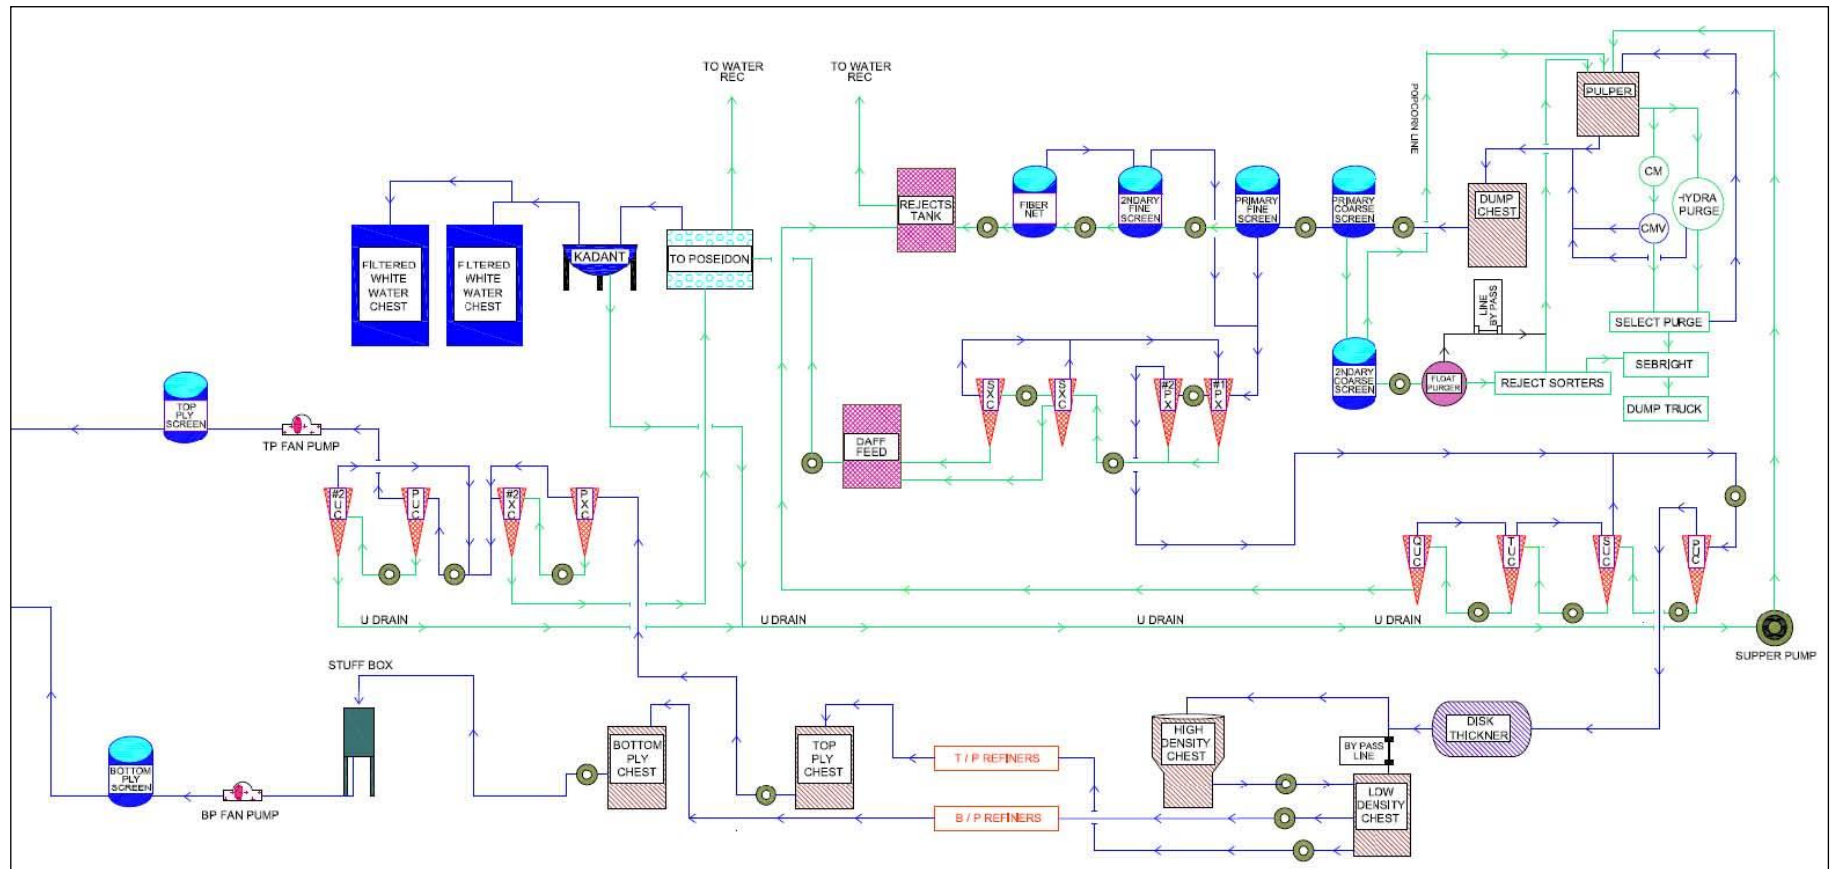 TO WATER
REC
TO WATER
REC
POPCORN LINE
PULPER
CM
HYDRA
PURGE
CMV
REJECTS
TANK
FIBER
NET
2NDARY
FINE
SCREEN
PRIMARY
FINE
SCREEN
PRIMARY
COARSE
SCREEN
DUMP
CHEST
FILTERED
WHITE
WATER
CHEST
FILTERED
WHITE
WATER
CHEST
KADANT
TO POSEIDON
LINE
BY PASS
SELECT PURGE
SEBRIGHT
DUMP TRUCK
2NDARY
COARSE
SCREEN
FLOAT
PURGER
REJECT SORTERS
TOP
PLY
SCREEN
TP FAN PUMP
SXC
SXC
#2 PX
#1 PX
DAFF
FEED
#2 UC
PUC
#2 XC
PXC
QUC
TUC
SUC
PUC
U DRAIN
U DRAIN
U DRAIN
U DRAIN
SUPPER PUMP
STUFF BOX
BOTTOM
PLY
SCREEN
BP FAN PUMP
BOTTOM
PLY
CHEST
TOP
PLY
CHEST
T / P REFINERS
B / P REFINERS
HIGH
DENSITY
CHEST
BY PASS
LINE
LOW
DENSITY
CHEST
DISK
THICKNER